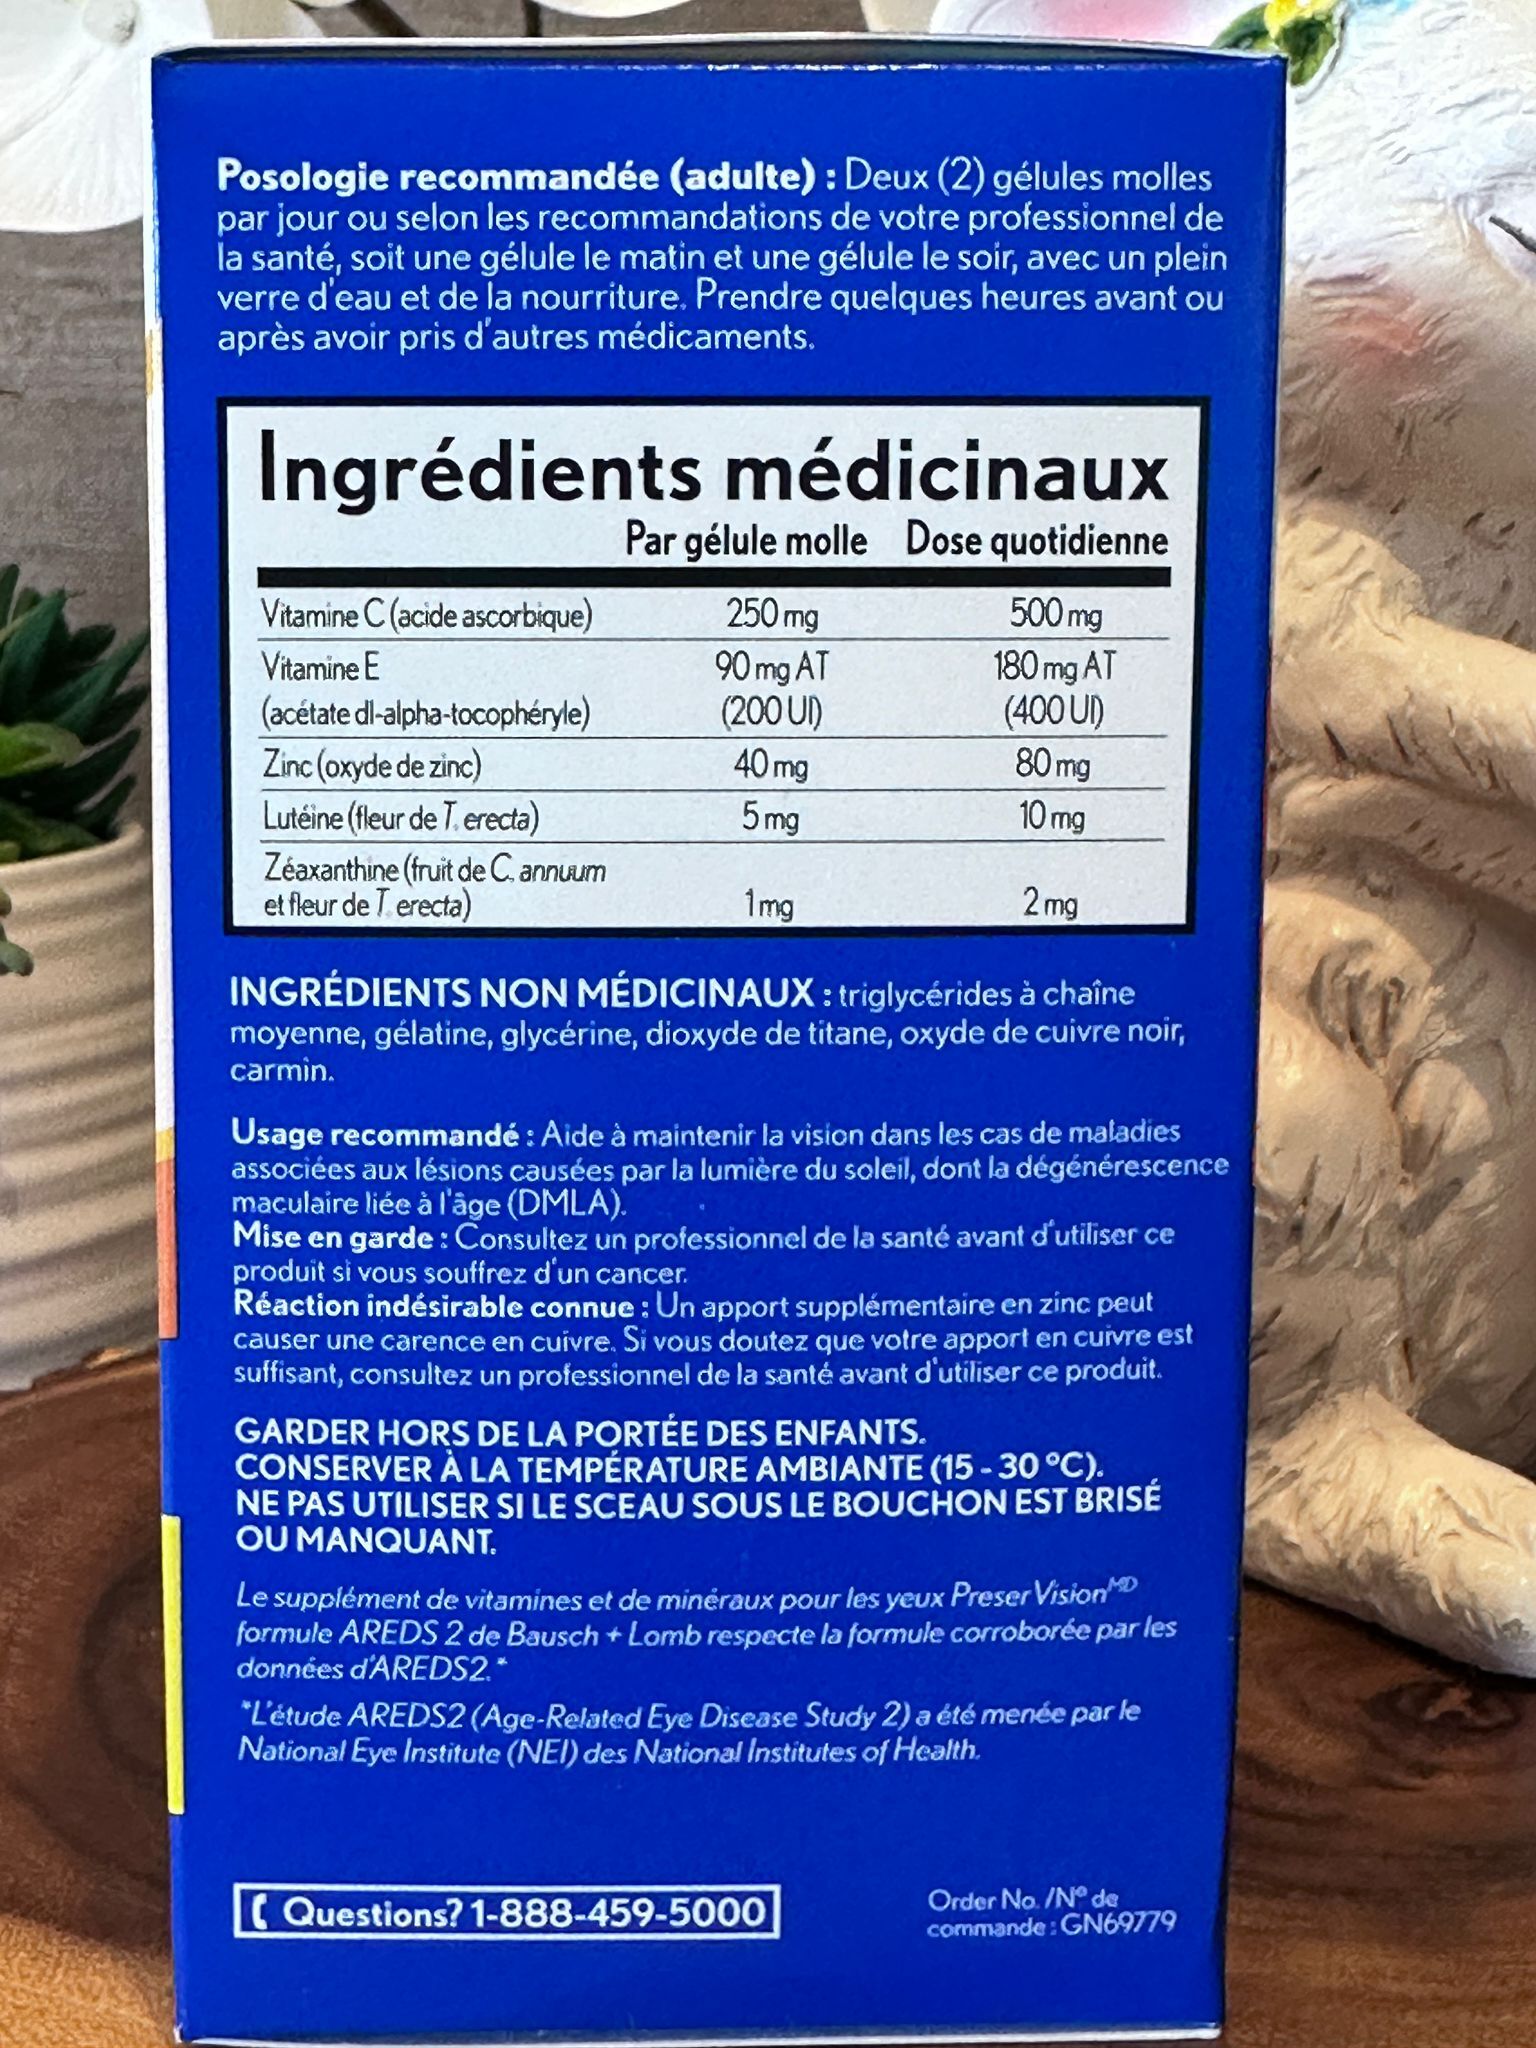 Posologie recommandée (adulte) : Deux (2) gélules molles
par jour ou selon les recommandations de votre professionnel de
la santé, soit une gélule le matin et une gélule le soir, avec un plein
verre d'eau et de la nourriture. Prendre quelques heures avant ou
après avoir pris d'autres médicaments.
Ingrédients médicinaux
Par gélule molle Dose quotidienne
Vitamine C (acide ascorbique) 250 mg 500 mg
Vitamine E 90 mg AT 180 mg AT
(acétate dl-alpha-tocophéryle) (200 UI) (400 UI)
Zinc (oxyde de zinc) 40 mg 80 mg
Lutéine (fleur de T. erecta) 5 mg 10 mg
Zéaxanthine (fruit de C. annuum
et fleur de T. erecta) 1 mg 2 mg
INGRÉDIENTS NON MÉDICINAUX : triglycérides à chaîne
moyenne, gélatine, glycérine, dioxyde de titane, oxyde de cuivre noir,
carmin.
Usage recommandé : Aide à maintenir la vision dans les cas de maladies
associées aux lésions causées par la lumière du soleil, dont la dégénérescence
maculaire liée à l'âge (DMLA).
Mise en garde : Consultez un professionnel de la santé avant d'utiliser ce
produit si vous souffrez d'un cancer.
Réaction indésirable connue : Un apport supplémentaire en zinc peut
causer une carence en cuivre. Si vous doutez que votre apport en cuivre est
suffisant, consultez un professionnel de la santé avant d'utiliser ce produit.
GARDER HORS DE LA PORTÉE DES ENFANTS.
CONSERVER À LA TEMPÉRATURE AMBIANTE (15 - 30 °C).
NE PAS UTILISER SI LE SCEAU SOUS LE BOUCHON EST BRISÉ
OU MANQUANT.
Le supplément de vitamines et de minéraux pour les yeux PreserVisionMD
formule AREDS 2 de Bausch + Lomb respecte la formule corroborée par les
données d'AREDS2.*
*L'étude AREDS2 (Age-Related Eye Disease Study 2) a été menée par le
National Eye Institute (NEI) des National Institutes of Health.
Questions? 1-888-459-5000
Order No. /Nº de
commande : GN69779